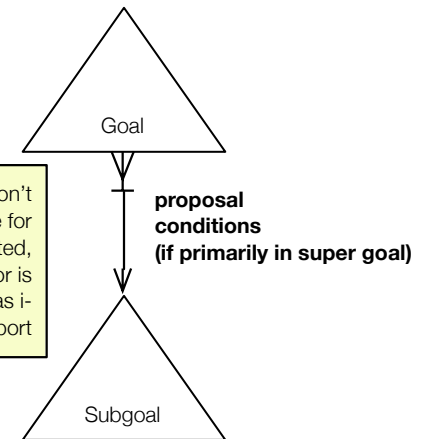 Goal
on't
e for
ted,
or is
as i-
port
proposal
conditions
(if primarily in super goal)
Subgoal